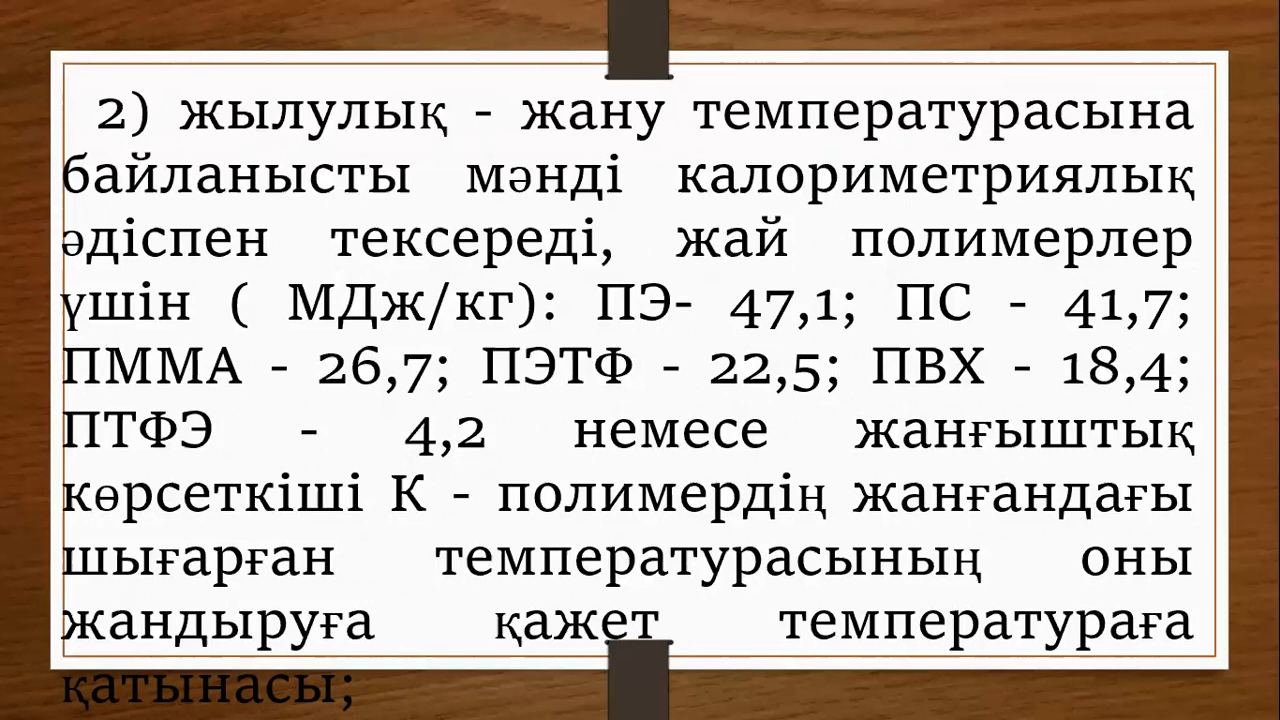 2) жылулық - жану температурасына
байланысты мәнді калориметриялық
әдіспен тексереді, жай полимерлер
үшін ( МДж/кг): ПЭ- 47,1; ПС - 41,7;
ПММА - 26,7; ПЭТФ - 22,5; ПВХ - 18,4;
ПТФЭ - 4,2 немесе жанғыштық
көрсеткіші К - полимердің жанғандағы
шығарған температурасының оны
жандыруға қажет температураға
қатынасы;